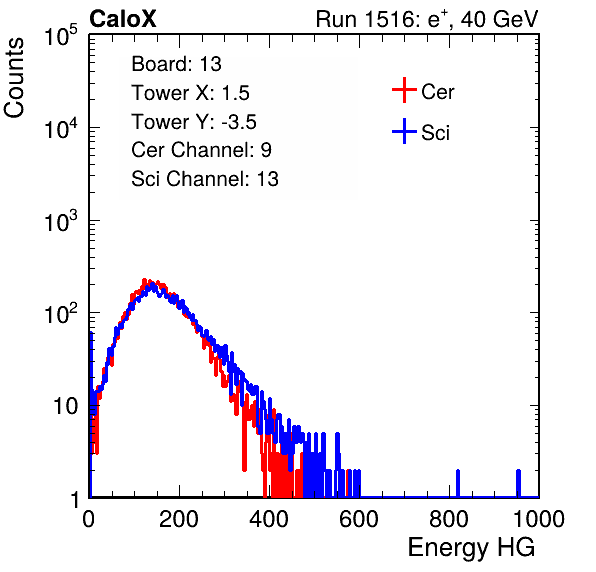 CaloX Run 1516: e⁺, 40 GeV
Counts
Board: 13
Tower X: 1.5
Tower Y: -3.5
Cer Channel: 9
Sci Channel: 13
Cer
Sci
10⁵
10⁴
10³
10²
10
1
0 200 400 600 800 1000
Energy HG